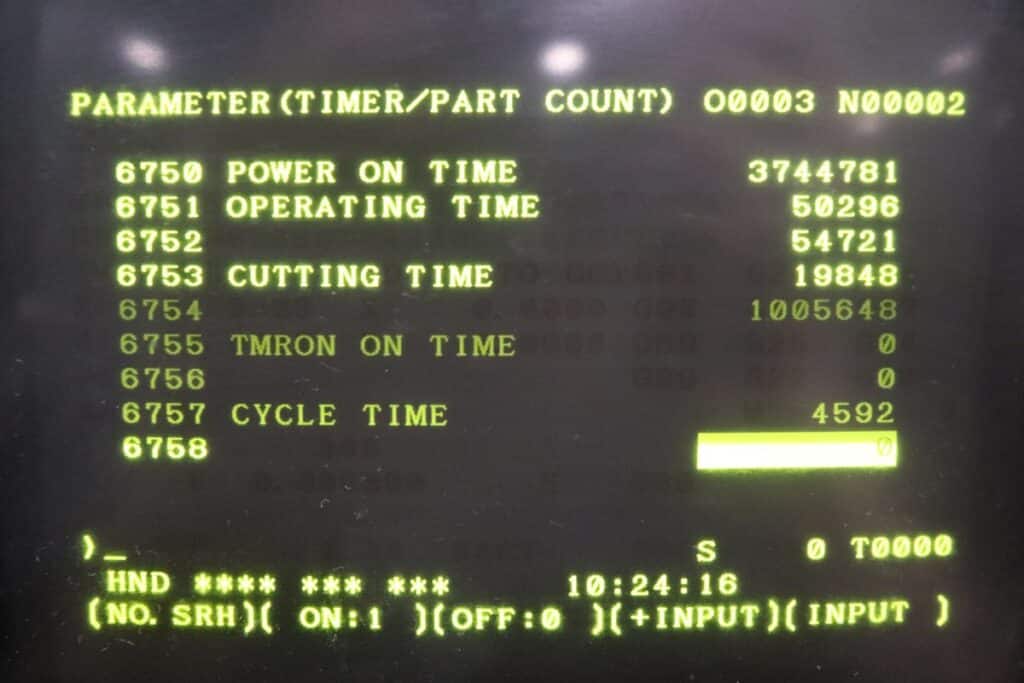 PARAMETER(TIMER/PART COUNT) O0003 N00002
6750 POWER ON TIME 3744781
6751 OPERATING TIME 50296
6752 54721
6753 CUTTING TIME 19848
6754 1005648
6755 TMRON ON TIME 0
6756 0
6757 CYCLE TIME 4592
6758 0
)_ S 0 T0000
HND **** *** *** 10:24:16
(NO. SRH)( ON:1 )(OFF:0 )(+INPUT)(INPUT )